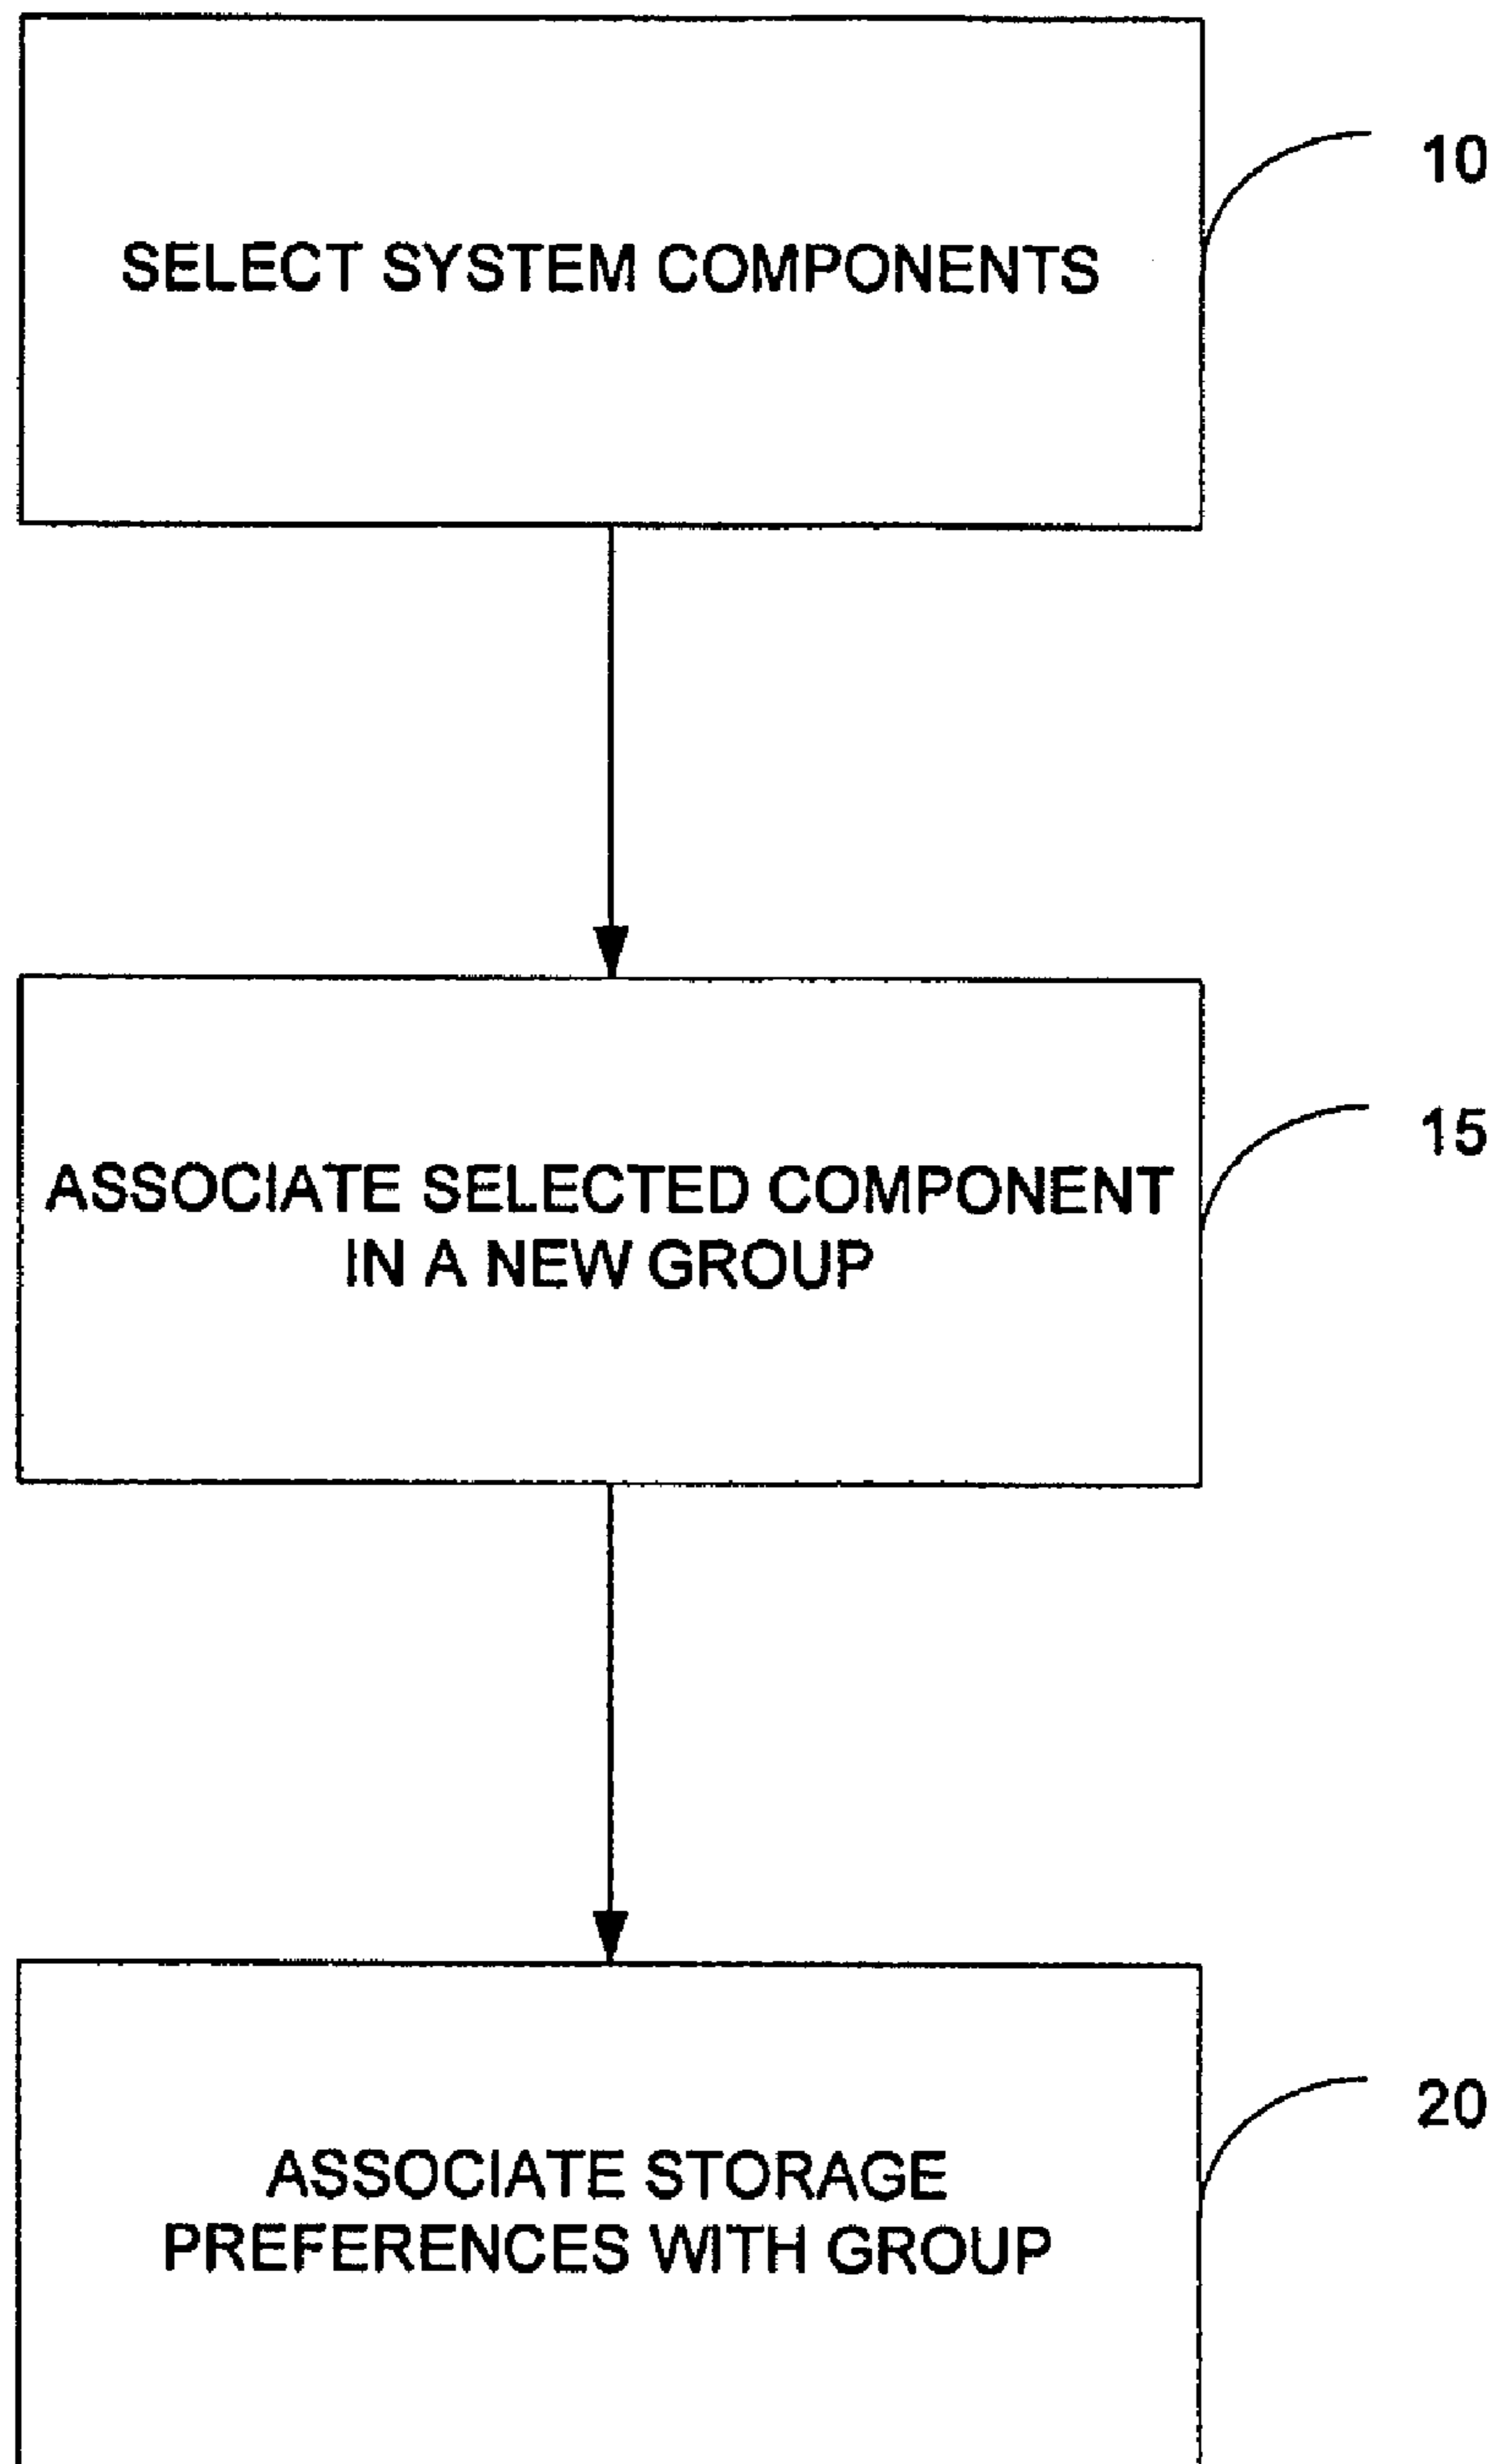 SELECT SYSTEM COMPONENTS
10
ASSOCIATE SELECTED COMPONENT
IN A NEW GROUP
15
ASSOCIATE STORAGE
PREFERENCES WITH GROUP
20